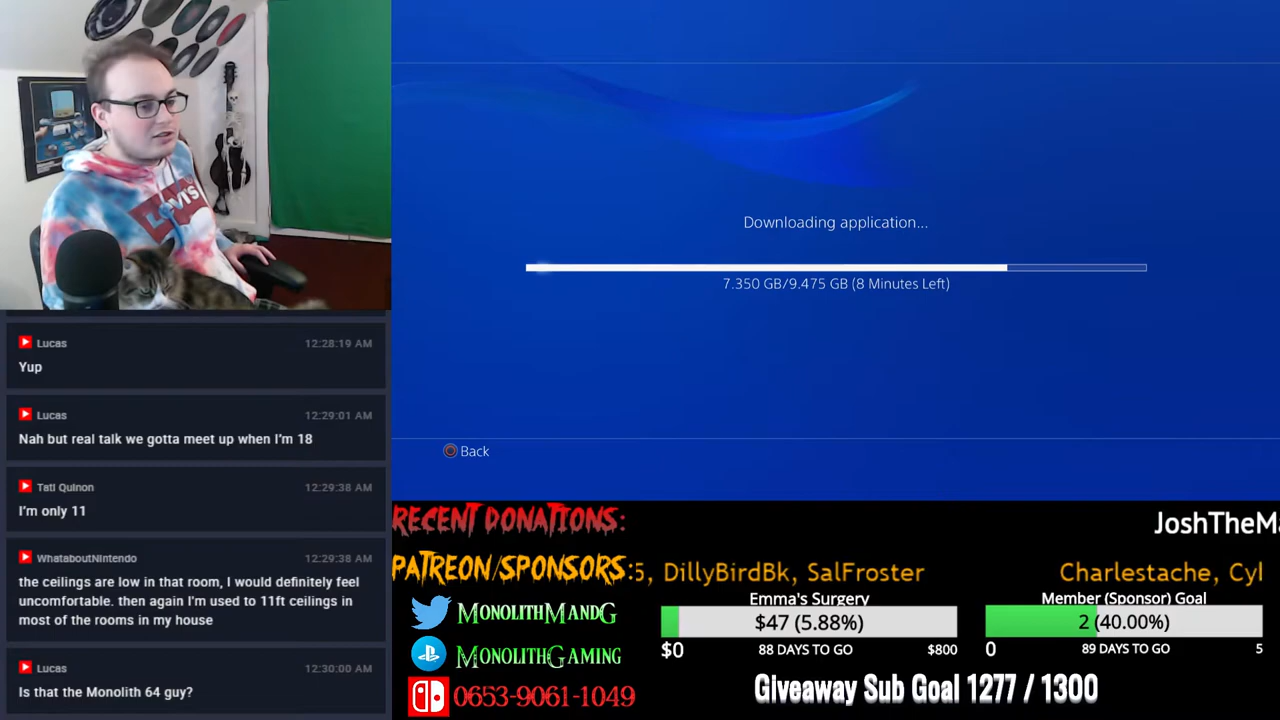 LEVI'S
Downloading application...
7.350 GB/9.475 GB (8 Minutes Left)
Back
Lucas 12:28:19 AM
Yup
Lucas 12:29:01 AM
Nah but real talk we gotta meet up when I'm 18
Tati Quinon 12:29:38 AM
I'm only 11
WhataboutNintendo 12:29:38 AM
the ceilings are low in that room, I would definitely feel
uncomfortable. then again I'm used to 11ft ceilings in
most of the rooms in my house
Lucas 12:30:00 AM
Is that the Monolith 64 guy?
RECENT DONATIONS: JoshTheMa
PATREON/SPONSORS: 5, DillyBirdBk, SalFroster Charlestache, Cyl
MonolithMandG
MonolithGaming
0653-9061-1049
Emma's Surgery
$47 (5.88%)
$0 88 DAYS TO GO $800
Member (Sponsor) Goal
2 (40.00%)
0 89 DAYS TO GO 5
Giveaway Sub Goal 1277 / 1300